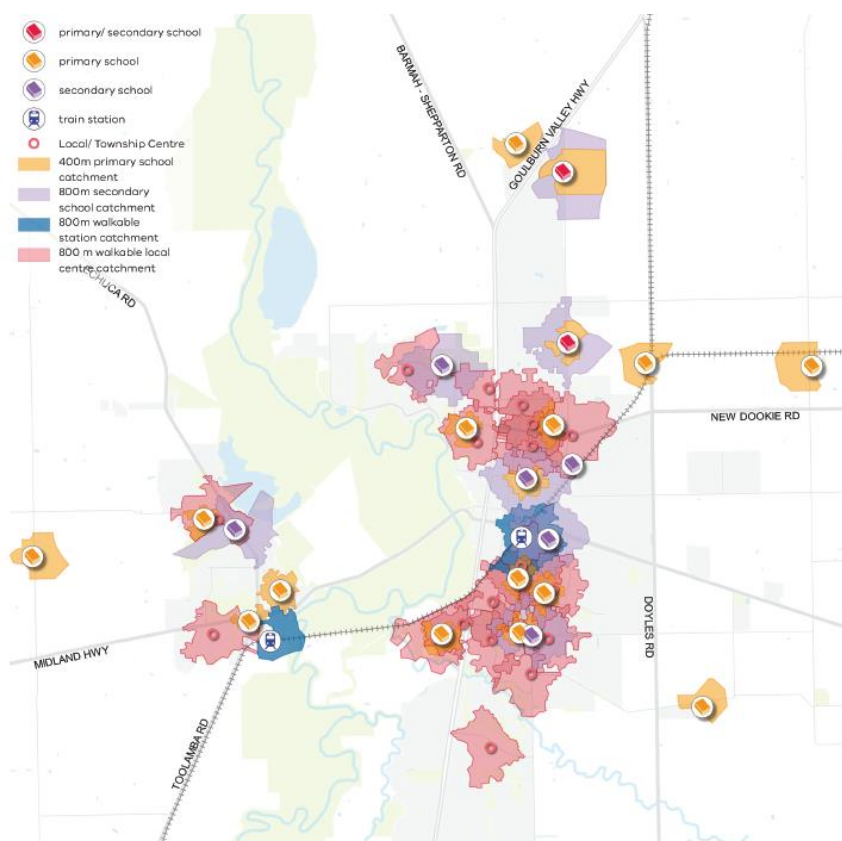 primary/ secondary school
primary school
secondary school
train station
Local/ Township Centre
400m primary school
catchment
800m secondary
school catchment
800m walkable
station catchment
800 m walkable local
centre catchment
BARMAH - SHEPPARTON RD
GOULBURN VALLEY HWY
ECHUCA RD
NEW DOOKIE RD
DOYLES RD
MIDLAND HWY
TOOLAMBA RD